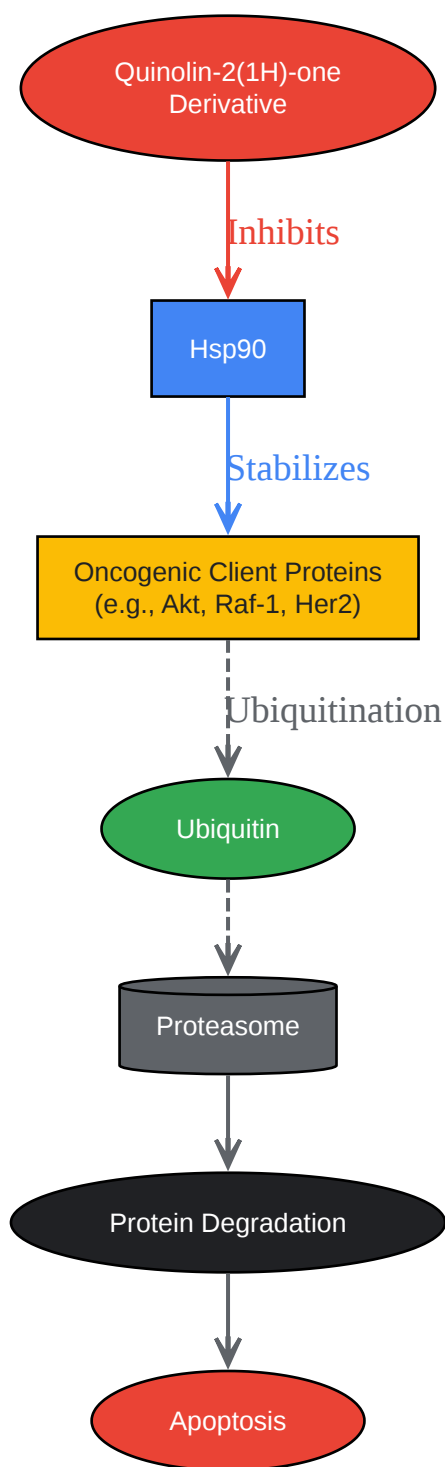 Quinolin-2(1H)-one
Derivative
Inhibits
Hsp90
Stabilizes
Oncogenic Client Proteins
(e.g., Akt, Raf-1, Her2)
Ubiquitination
Ubiquitin
Proteasome
Protein Degradation
Apoptosis